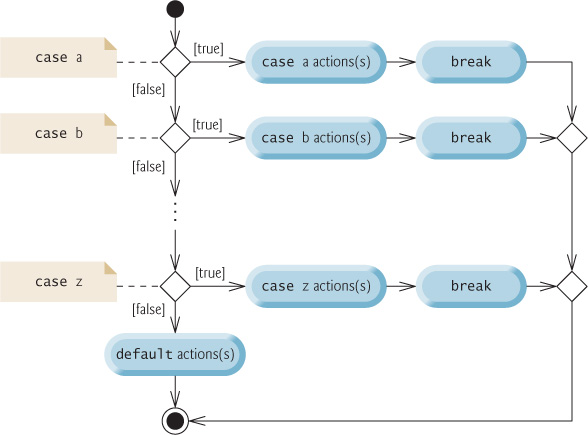 [true]
case a
case a actions(s)
break
[false]
[true]
case b
case b actions(s)
break
[false]
[true]
case z
case z actions(s)
break
[false]
default actions(s)